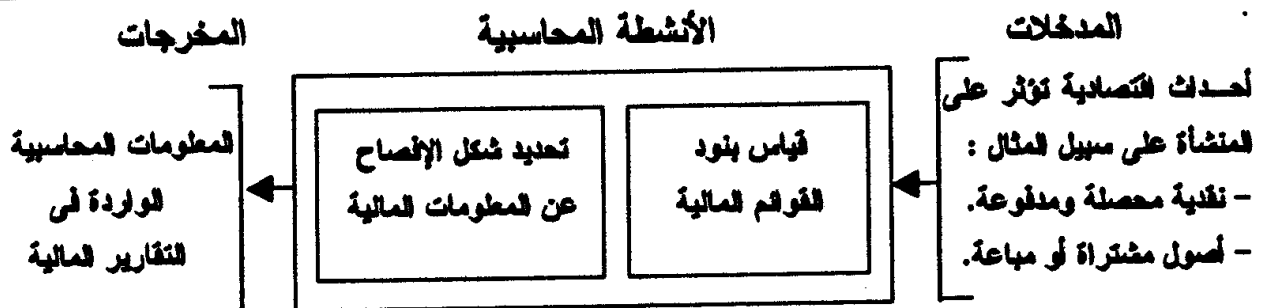 المدخلات
الأنشطة المحاسبية
المخرجات
أحداث اقتصادية تؤثر على
المنشأة على سبيل المثال :
- نقدية محصلة ومدفوعة.
- أصول مشتراة أو مباعة.
قياس بنود
القوائم المالية
تحديد شكل الإفصاح
عن المعلومات المالية
المعلومات المحاسبية
الواردة فى
التقارير المالية